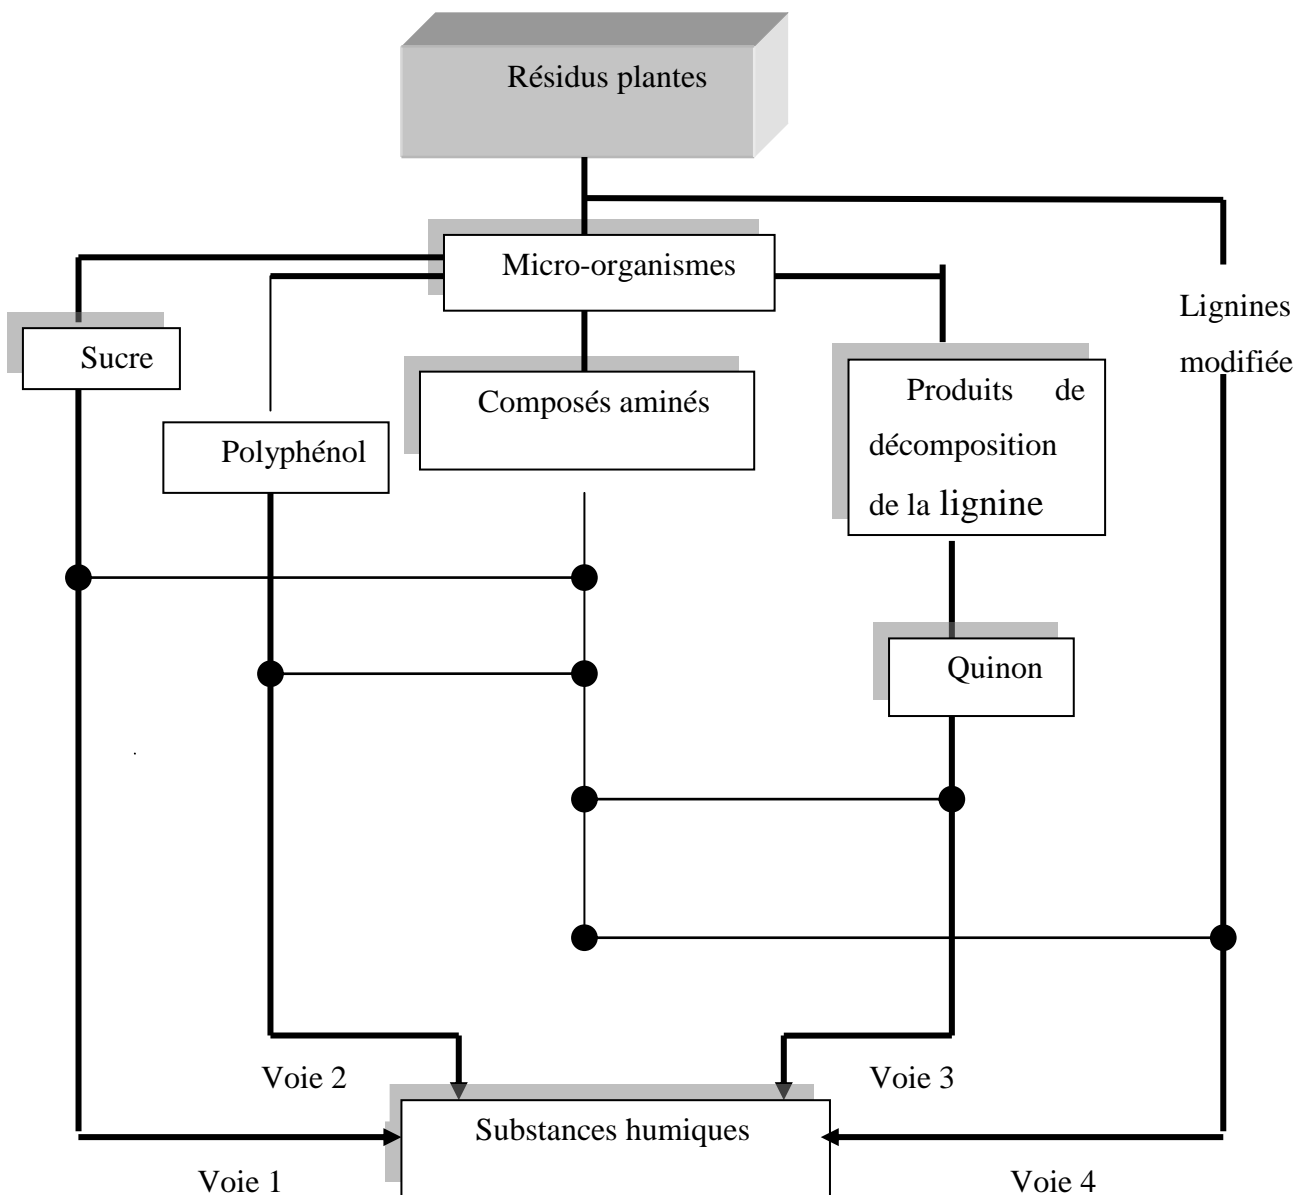 Résidus plantes
Micro-organismes
Lignines
modifiée
Sucre
Composés aminés
Produits de
décomposition
de la lignine
Polyphénol
Quinon
Voie 2
Voie 3
Substances humiques
Voie 1
Voie 4